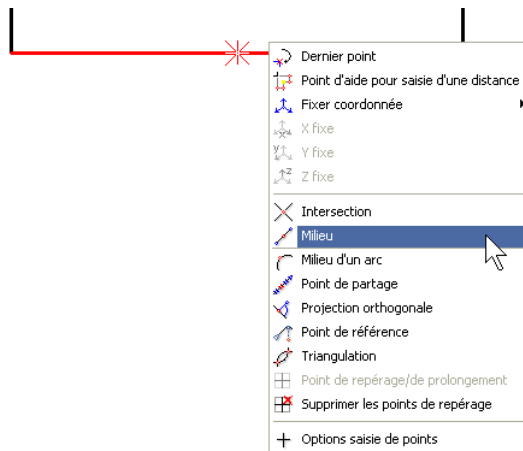 Dernier point
Point d'aide pour saisie d'une distance
Fixer coordonnée
X fixe
Y fixe
Z fixe
Intersection
Milieu
Milieu d'un arc
Point de partage
Projection orthogonale
Point de référence
Triangulation
Point de repérage/de prolongement
Supprimer les points de repérage
Options saisie de points